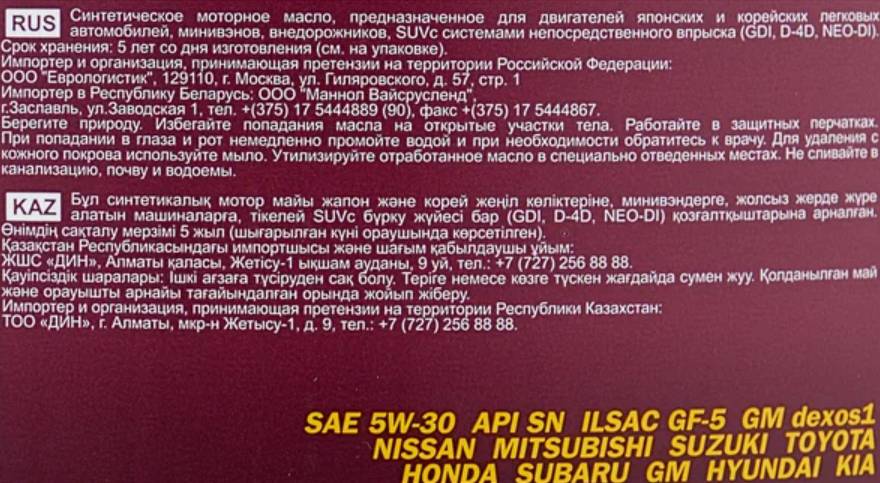 RUS Синтетическое моторное масло, предназначенное для двигателей японских и корейских легковых
автомобилей, минивэнов, внедорожников, SUVс системами непосредственного впрыска (GDI, D-4D, NEO-DI).
Срок хранения: 5 лет со дня изготовления (см. на упаковке).
Импортер и организация, принимающая претензии на территории Российской Федерации:
ООО "Еврологистик", 129110, г. Москва, ул. Гиляровского, д. 57, стр. 1
Импортер в Республику Беларусь: ООО "Маннол Вайсрусленд",
г.Заславль, ул.Заводская 1, тел. +(375) 17 5444889 (90), факс +(375) 17 5444867.
Берегите природу. Избегайте попадания масла на открытые участки тела. Работайте в защитных перчатках.
При попадании в глаза и рот немедленно промойте водой и при необходимости обратитесь к врачу. Для удаления с
кожного покрова используйте мыло. Утилизируйте отработанное масло в специально отведенных местах. Не сливайте в
канализацию, почву и водоемы.
KAZ Бұл синтетикалық мотор майы жапон және корей жеңіл көліктеріне, минивэндерге, жолсыз жерде жүре
алатын машиналарға, тікелей SUVс бүрку жүйесі бар (GDI, D-4D, NEO-DI) қозғалтқыштарына арналған.
Өнімдің сақталу мерзімі 5 жыл (шығарылған күні ораушында көрсетілген).
Қазақстан Республикасындағы импортшысы және шағым қабылдаушы ұйым:
ЖШС «ДИН», Алматы қаласы, Жетісу-1 ықшам ауданы, 9 уй, тел.: +7 (727) 256 88 88.
Қауіпсіздік шаралары: Ішкі ағзаға түсіруден сақ болу. Теріге немесе көзге түскен жағдайда сумен жуу. Қолданылған май
және орауышты арнайы тағайындалған орында жойып жіберу.
Импортер и организация, принимающая претензии на территории Республики Казахстан:
ТОО «ДИН», г. Алматы, мкр-н Жетысу-1, д. 9, тел.: +7 (727) 256 88 88.
SAE 5W-30 API SN ILSAC GF-5 GM dexos1
NISSAN MITSUBISHI SUZUKI TOYOTA
HONDA SUBARU GM HYUNDAI KIA